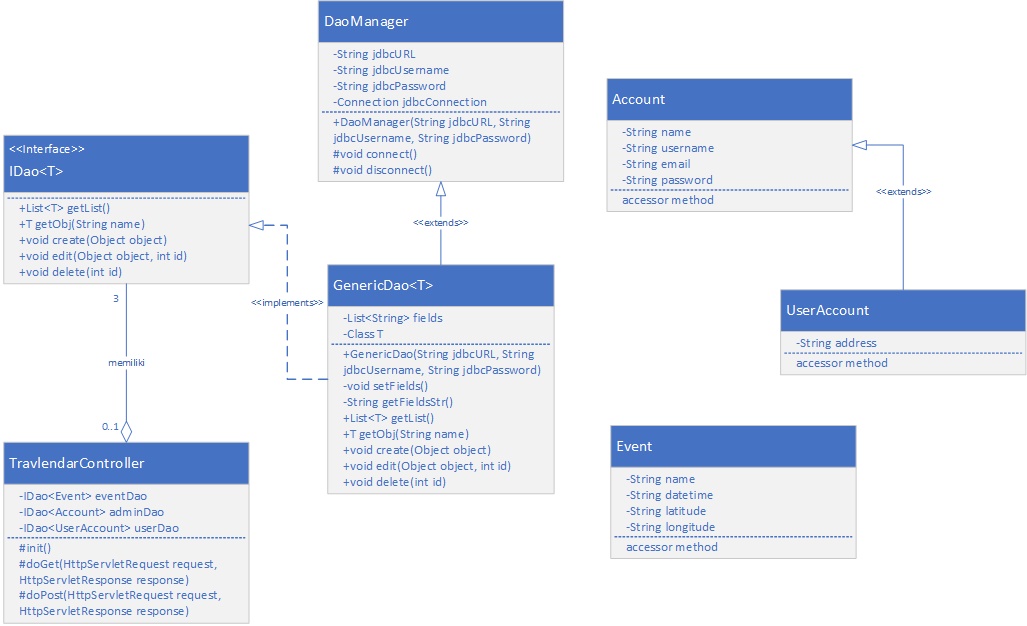 DaoManager
-String jdbcURL
-String jdbcUsername
-String jdbcPassword
-Connection jdbcConnection
+DaoManager(String jdbcURL, String
jdbcUsername, String jdbcPassword)
#void connect()
#void disconnect()
Account
-String name
-String username
-String email
-String password
accessor method
<<Interface>>
IDao<T>
+List<T> getList()
+T getObj(String name)
+void create(Object object)
+void edit(Object object, int id)
+void delete(int id)
<<extends>>
<<extends>>
<<implements>>
GenericDao<T>
-List<String> fields
-Class T
+GenericDao(String jdbcURL, String
jdbcUsername, String jdbcPassword)
-void setFields()
-String getFieldsStr()
+List<T> getList()
+T getObj(String name)
+void create(Object object)
+void edit(Object object, int id)
+void delete(int id)
UserAccount
-String address
accessor method
3
memiliki
0..1
TravlendarController
-IDao<Event> eventDao
-IDao<Account> adminDao
-IDao<UserAccount> userDao
#init()
#doGet(HttpServletRequest request,
HttpServletResponse response)
#doPost(HttpServletRequest request,
HttpServletResponse response)
Event
-String name
-String datetime
-String latitude
-String longitude
accessor method